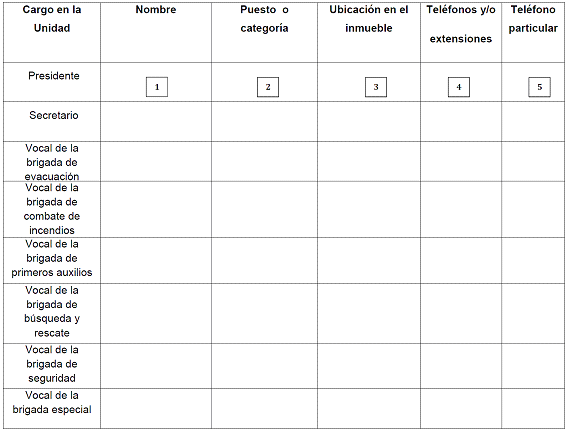 Cargo en la Unidad
Nombre
Puesto o categoría
Ubicación en el inmueble
Teléfonos y/o extensiones
Teléfono particular
Presidente
1
2
3
4
5
Secretario
Vocal de la
brigada de
evacuación
Vocal de la
brigada de
combate de
incendios
Vocal de la
brigada de
primeros auxilios
Vocal de la
brigada de
búsqueda y
rescate
Vocal de la
brigada de
seguridad
Vocal de la
brigada especial